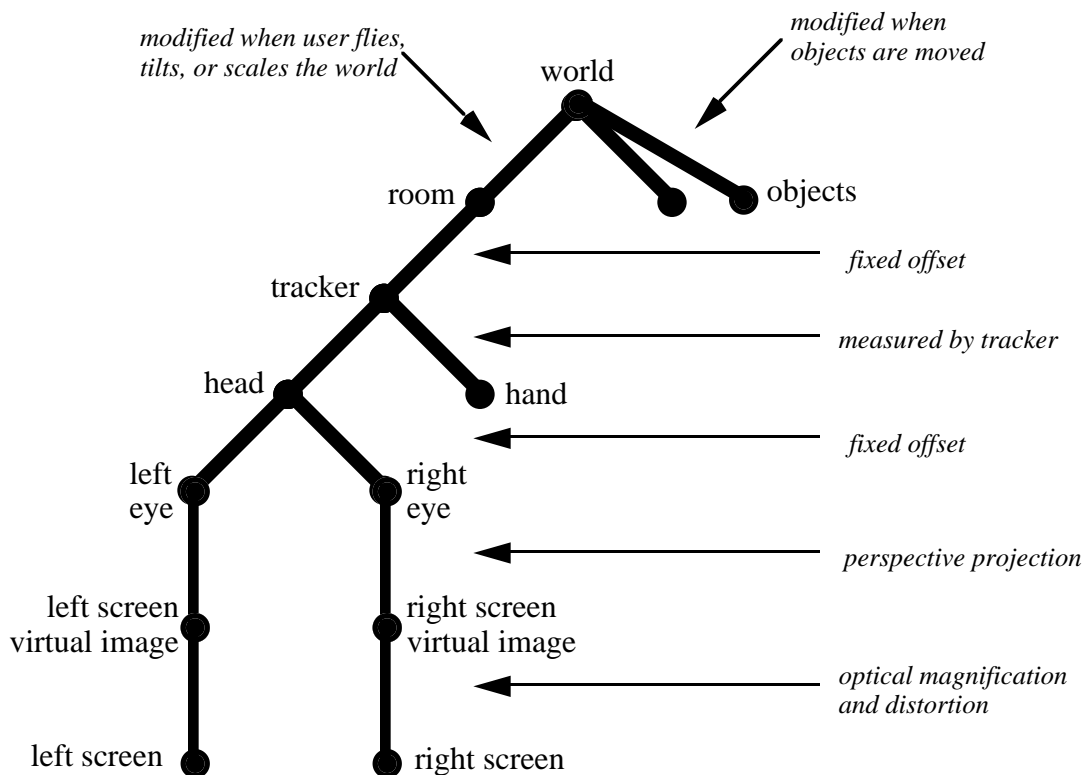 modified when user flies,
tilts, or scales the world
modified when
objects are moved
world
room
objects
fixed offset
tracker
measured by tracker
head
hand
fixed offset
left
eye
right
eye
perspective projection
left screen
virtual image
right screen
virtual image
optical magnification
and distortion
left screen
right screen